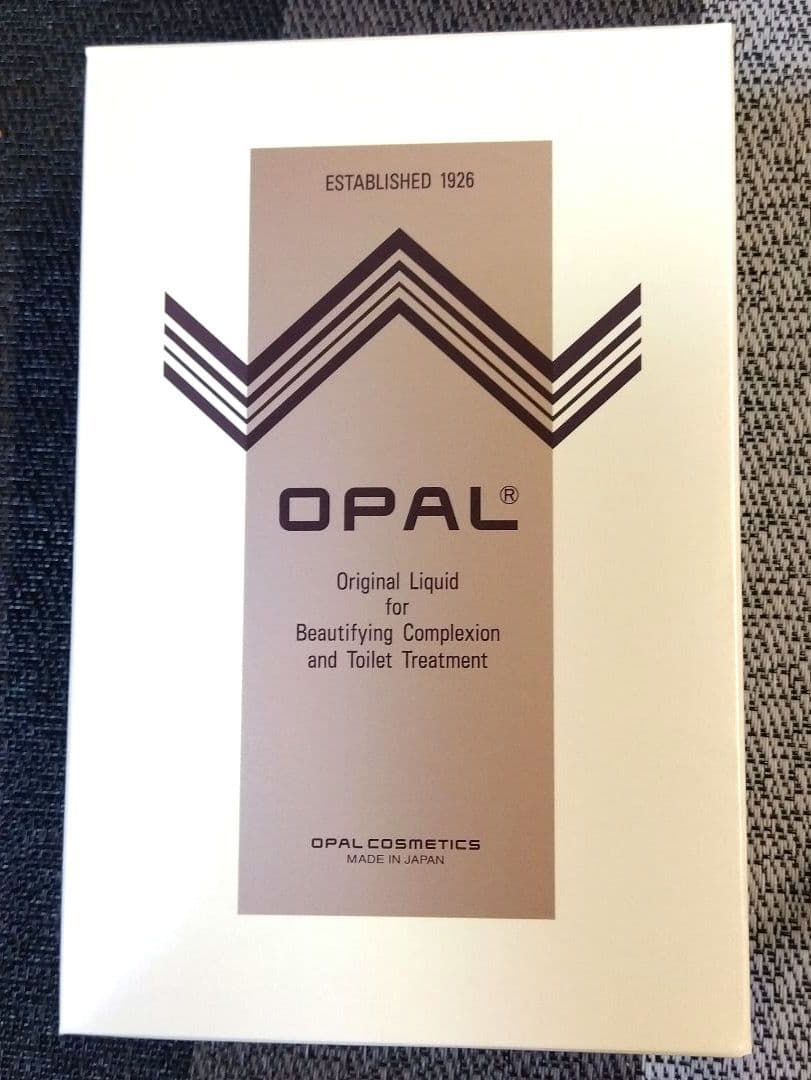 ESTABLISHED 1926
OPAL®
Original Liquid
for
Beautifying Complexion
and Toilet Treatment
OPAL COSMETICS
MADE IN JAPAN